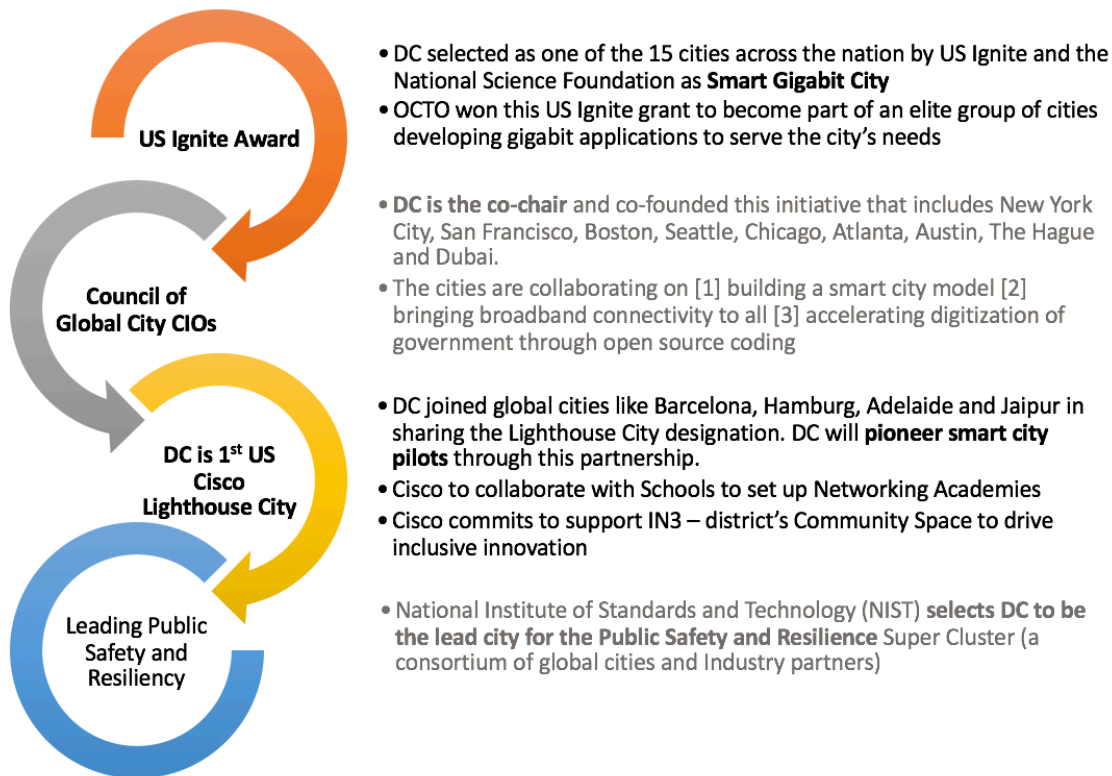 US Ignite Award
• DC selected as one of the 15 cities across the nation by US Ignite and the
National Science Foundation as Smart Gigabit City
• OCTO won this US Ignite grant to become part of an elite group of cities
developing gigabit applications to serve the city's needs
Council of
Global City CIOs
• DC is the co-chair and co-founded this initiative that includes New York
City, San Francisco, Boston, Seattle, Chicago, Atlanta, Austin, The Hague
and Dubai.
• The cities are collaborating on [1] building a smart city model [2]
bringing broadband connectivity to all [3] accelerating digitization of
government through open source coding
DC is 1st US
Cisco
Lighthouse City
• DC joined global cities like Barcelona, Hamburg, Adelaide and Jaipur in
sharing the Lighthouse City designation. DC will pioneer smart city
pilots through this partnership.
• Cisco to collaborate with Schools to set up Networking Academies
• Cisco commits to support IN3 – district's Community Space to drive
inclusive innovation
Leading Public
Safety and
Resiliency
• National Institute of Standards and Technology (NIST) selects DC to be
the lead city for the Public Safety and Resilience Super Cluster (a
consortium of global cities and Industry partners)